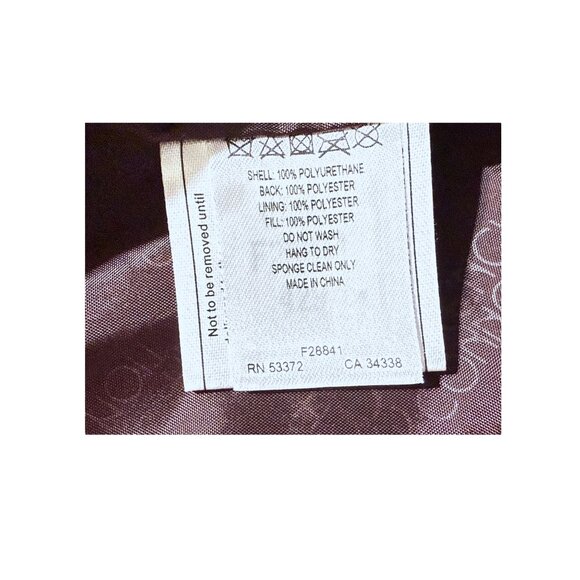 SHELL: 100% POLYURETHANE
BACK: 100% POLYESTER
LINING: 100% POLYESTER
FILL: 100% POLYESTER
DO NOT WASH
HANG TO DRY
SPONGE CLEAN ONLY
MADE IN CHINA
F28841
RN 53372 CA 34338
Not to be removed until